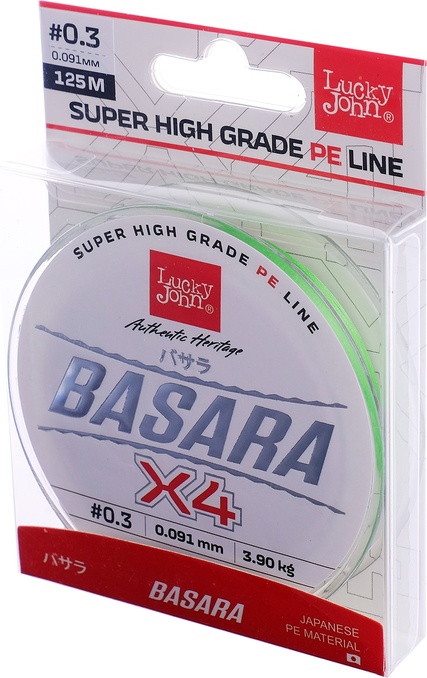 #0.3
0.091мм
125М
Lucky
John®
SUPER HIGH GRADE PE LINE
SUPER HIGH GRADE PE LINE
Lucky
John®
Authentic Heritage
バサラ
BASARA
X4
#0.3 0.091 mm 3.90 kg
バサラ
BASARA
JAPANESE
PE MATERIAL